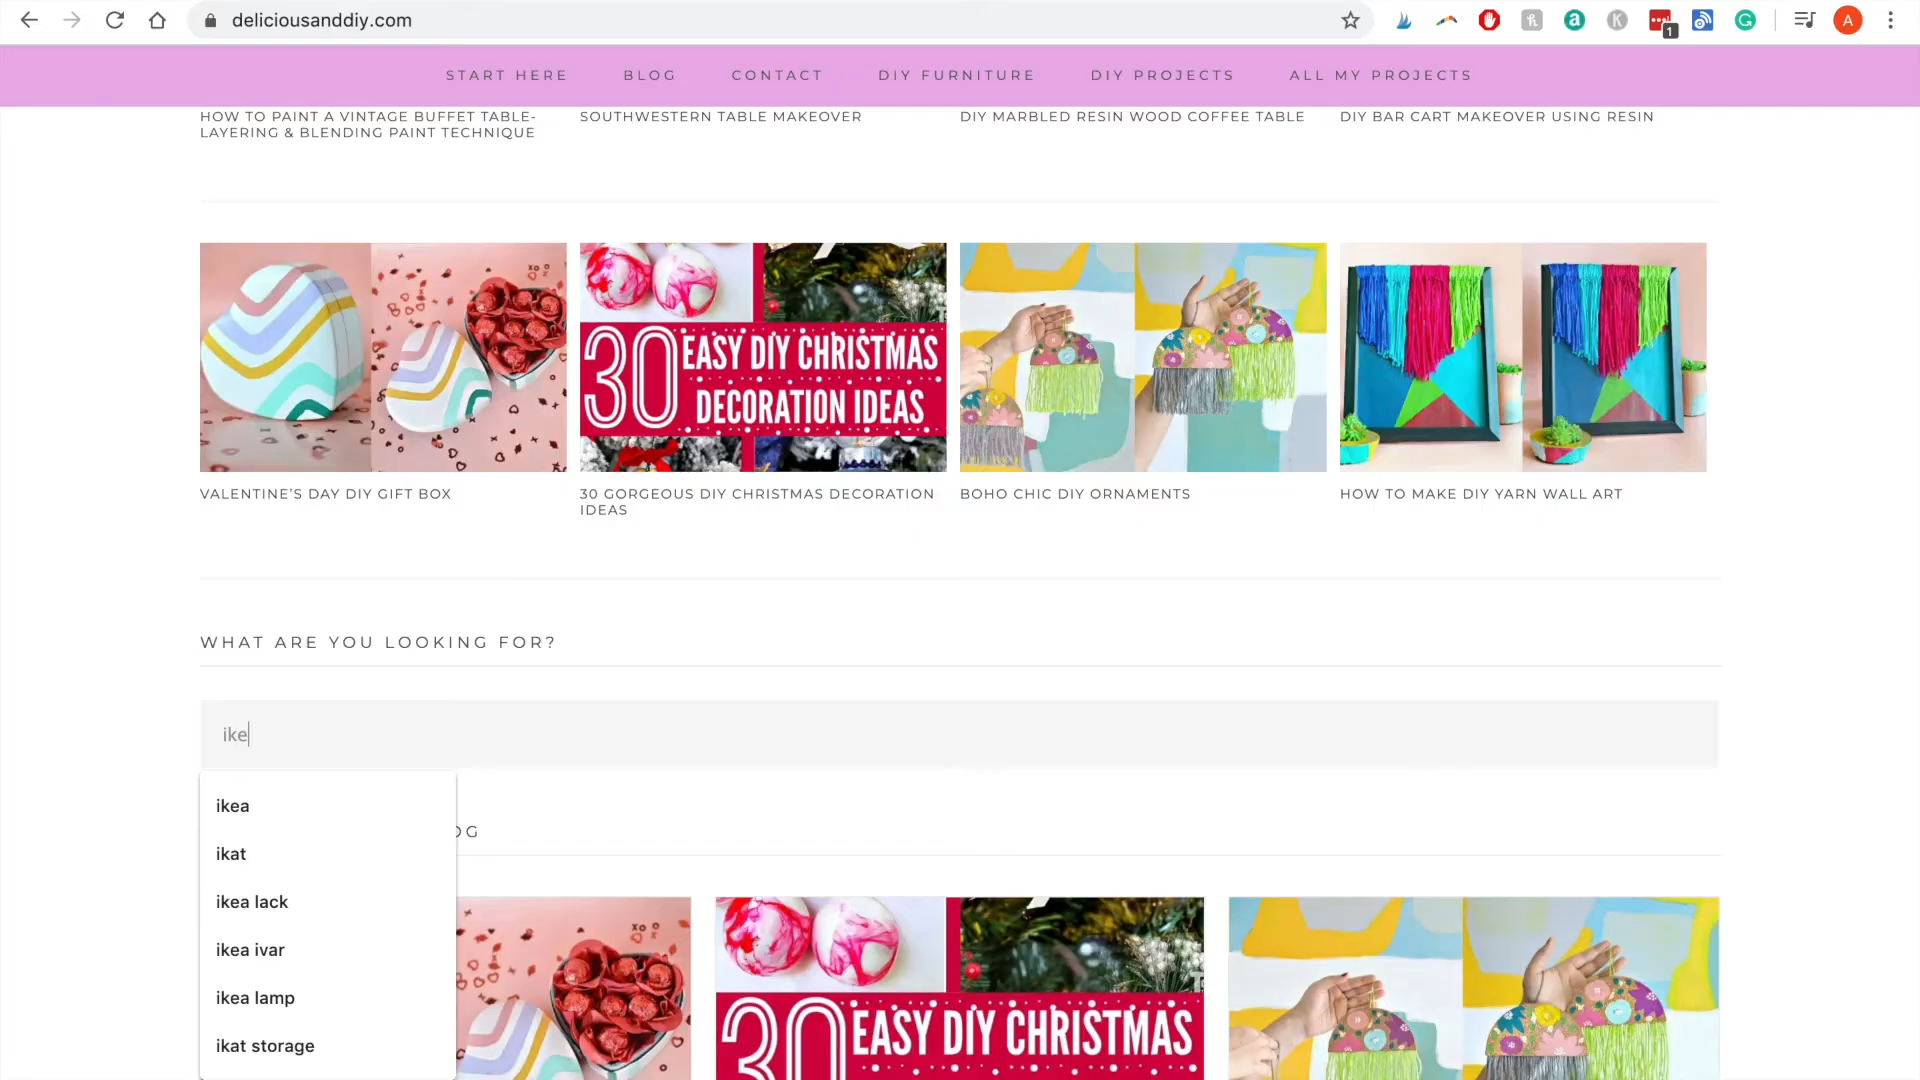 deliciousanddiy.com
1
A
START HERE BLOG CONTACT DIY FURNITURE DIY PROJECTS ALL MY PROJECTS
HOW TO PAINT A VINTAGE BUFFET TABLE-
LAYERING & BLENDING PAINT TECHNIQUE
SOUTHWESTERN TABLE MAKEOVER
DIY MARBLED RESIN WOOD COFFEE TABLE
DIY BAR CART MAKEOVER USING RESIN
30 EASY DIY CHRISTMAS
DECORATION IDEAS
VALENTINE'S DAY DIY GIFT BOX
30 GORGEOUS DIY CHRISTMAS DECORATION
IDEAS
BOHO CHIC DIY ORNAMENTS
HOW TO MAKE DIY YARN WALL ART
WHAT ARE YOU LOOKING FOR?
ike
ikea
ikat
ikea lack
ikea ivar
ikea lamp
ikat storage
OG
30 EASY DIY CHRISTMAS